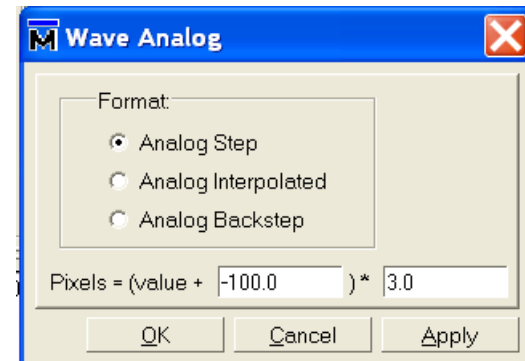 M Wave Analog
Format:
Analog Step
Analog Interpolated
Analog Backstep
Pixels = (value + -100.0 ) * 3.0
OK Cancel Apply